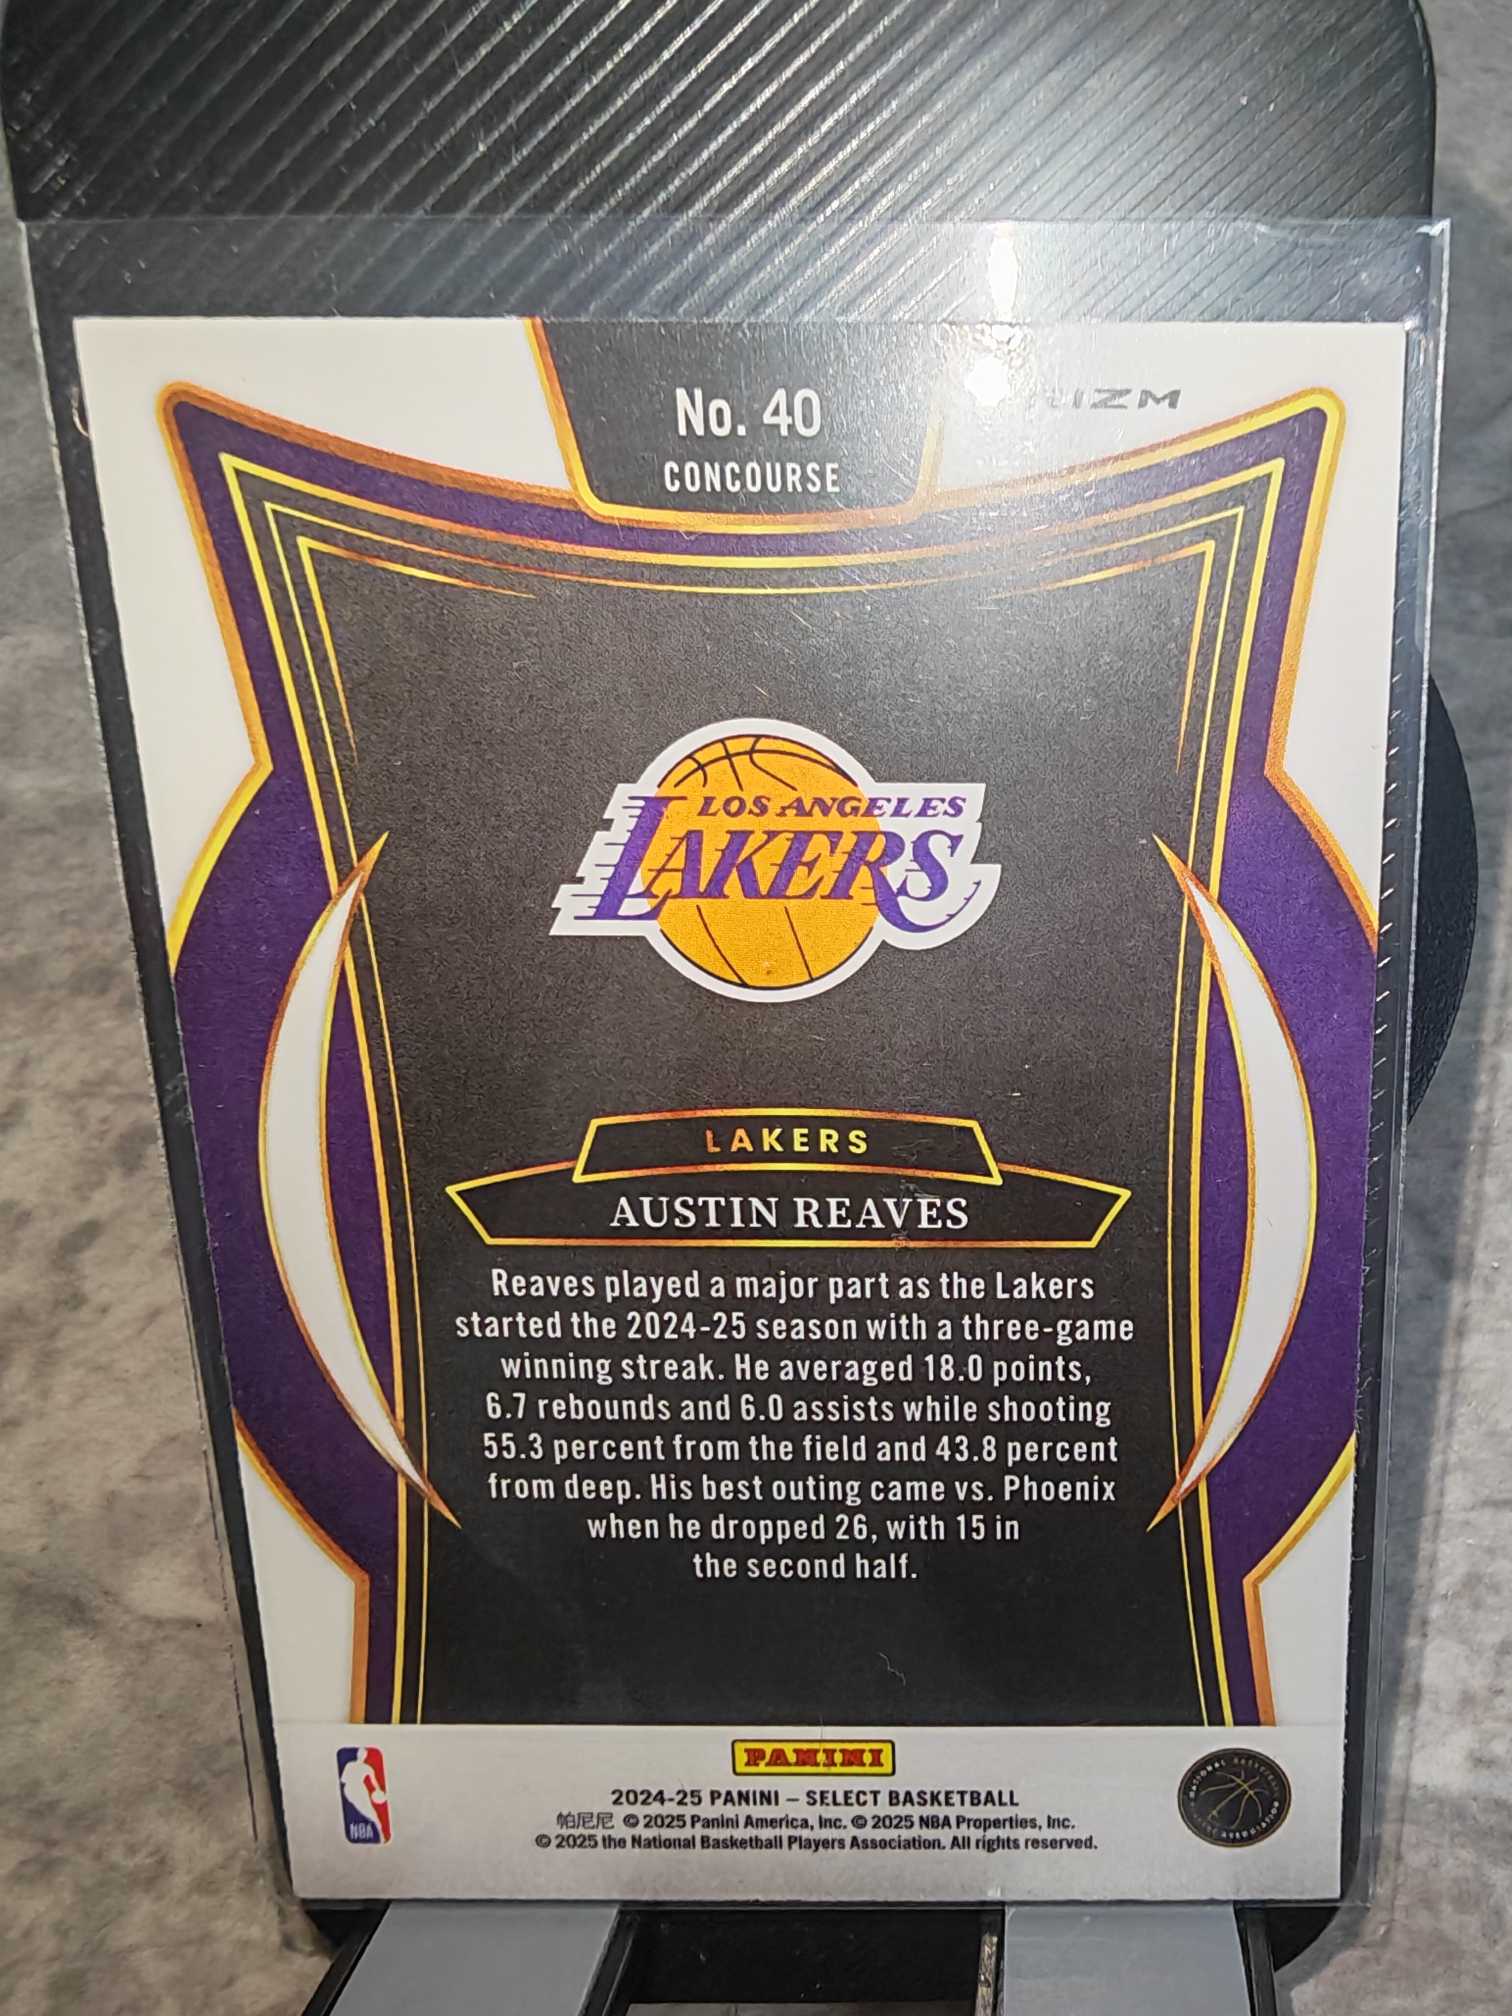 No. 40
CONCOURSE
LOS ANGELES
LAKERS
LAKERS
AUSTIN REAVES
Reaves played a major part as the Lakers
started the 2024-25 season with a three-game
winning streak. He averaged 18.0 points,
6.7 rebounds and 6.0 assists while shooting
55.3 percent from the field and 43.8 percent
from deep. His best outing came vs. Phoenix
when he dropped 26, with 15 in
the second half.
PANINI
NBA
2024-25 PANINI – SELECT BASKETBALL
帕尼尼 © 2025 Panini America, Inc. © 2025 NBA Properties, Inc.
© 2025 the National Basketball Players Association. All rights reserved.